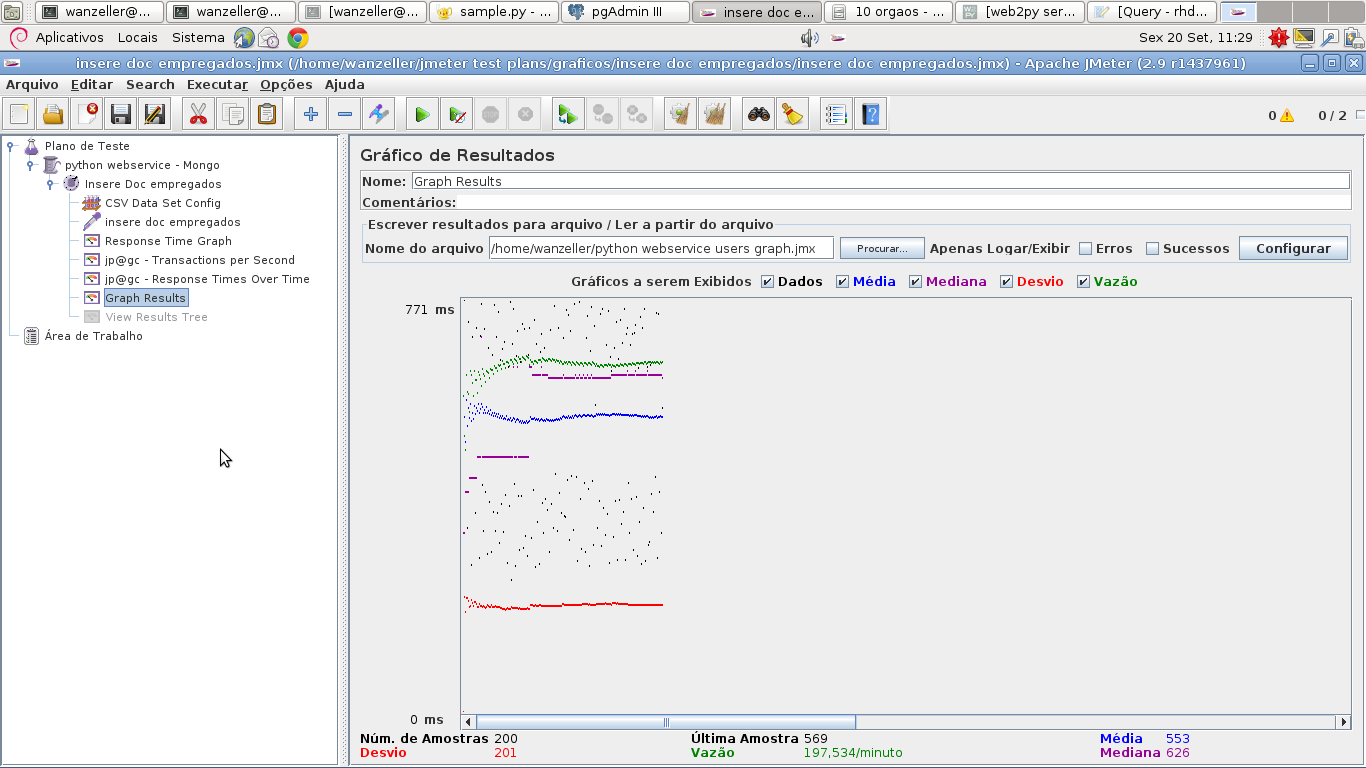 wanzeller@... wanzeller@... [wanzeller@... sample.py - ... pgAdmin III insere doc e... 10 orgaos - ... [web2py ser... [Query - rhd...
Aplicativos Locais Sistema Sex 20 Set, 11:29
insere doc empregados.jmx (/home/wanzeller/jmeter test plans/graficos/insere doc empregados/insere doc empregados.jmx) - Apache JMeter (2.9 r1437961)
Arquivo Editar Search Executar Opções Ajuda
0 0 / 2
Plano de Teste
python webservice - Mongo
Insere Doc empregados
CSV Data Set Config
insere doc empregados
Response Time Graph
jp@gc - Transactions per Second
jp@gc - Response Times Over Time
Graph Results
View Results Tree
Área de Trabalho
Gráfico de Resultados
Nome: Graph Results
Comentários:
Escrever resultados para arquivo / Ler a partir do arquivo
Nome do arquivo /home/wanzeller/python webservice users graph.jmx Procurar... Apenas Logar/Exibir Erros Sucessos Configurar
Gráficos a serem Exibidos Dados Média Mediana Desvio Vazão
771 ms
0 ms
Núm. de Amostras 200 Última Amostra 569 Média 553
Desvio 201 Vazão 197,534/minuto Mediana 626